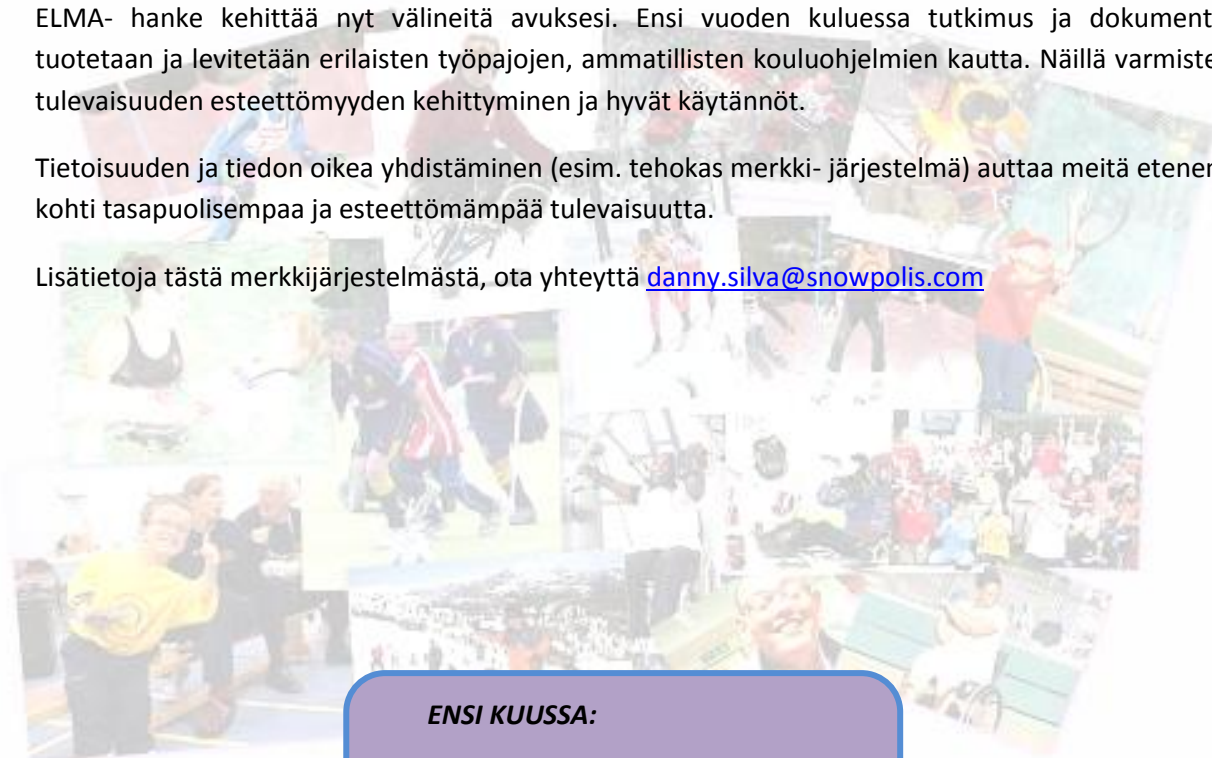 ELMA- hanke kehittää nyt välineitä avuksesi. Ensi vuoden kuluessa tutkimus ja dokument
tuotetaan ja levitetään erilaisten työpajojen, ammatillisten kouluohjelmien kautta. Näillä varmiste
tulevaisuuden esteettömyyden kehittyminen ja hyvät käytännöt.
Tietoisuuden ja tiedon oikea yhdistäminen (esim. tehokas merkki- järjestelmä) auttaa meitä etener
kohti tasapuolisempaa ja esteettömämpää tulevaisuutta.
Lisätietoja tästä merkkijärjestelmästä, ota yhteyttä danny.silva@snowpolis.com
ENSI KUUSSA: